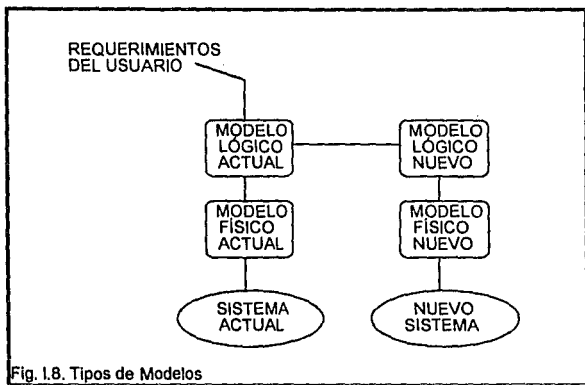 REQUERIMIENTOS
DEL USUARIO
MODELO
LÓGICO
ACTUAL
MODELO
LÓGICO
NUEVO
MODELO
FÍSICO
ACTUAL
MODELO
FÍSICO
NUEVO
SISTEMA
ACTUAL
NUEVO
SISTEMA
Fig. I.8. Tipos de Modelos